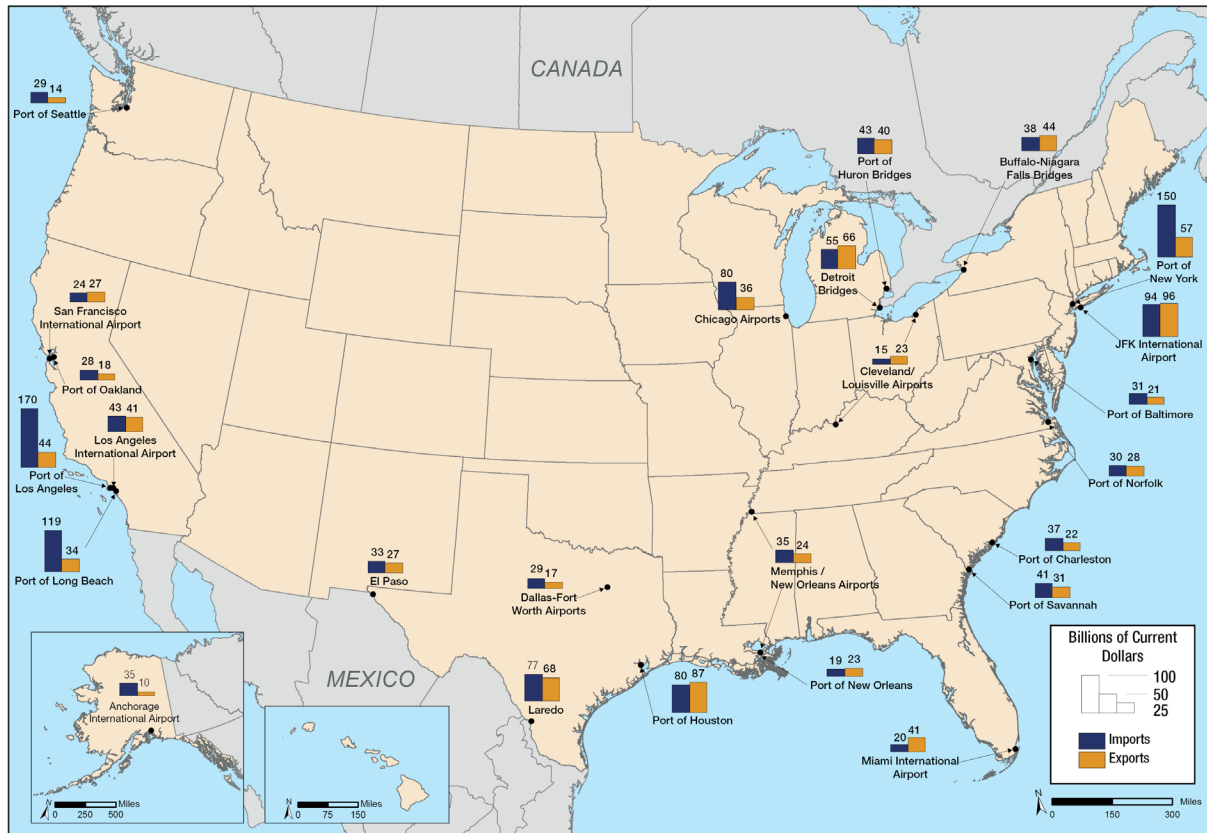 CANADA
29 14
Port of Seattle
43 40
Port of
Huron Bridges
38 44
Buffalo-Niagara
Falls Bridges
150
57
Port of
New York
55 66
Detroit
Bridges
80
36
Chicago Airports
94 96
JFK International
Airport
24 27
San Francisco
International Airport
15 23
Cleveland/
Louisville Airports
28 18
Port of Oakland
31 21
Port of Baltimore
170
44
Port of
Los Angeles
43 41
Los Angeles
International Airport
30 28
Port of Norfolk
119
34
Port of Long Beach
37 22
Port of Charleston
33 27
El Paso
29 17
Dallas-Fort
Worth Airports
35 24
Memphis /
New Orleans Airports
41 31
Port of Savannah
MEXICO
77 68
Laredo
80 87
Port of Houston
19 23
Port of New Orleans
20 41
Miami International
Airport
35 10
Anchorage
International Airport
N
0 250 500
Miles
N
0 75 150
Miles
Billions of Current
Dollars
100
50
25
Imports
Exports
N
Miles
0 150 300